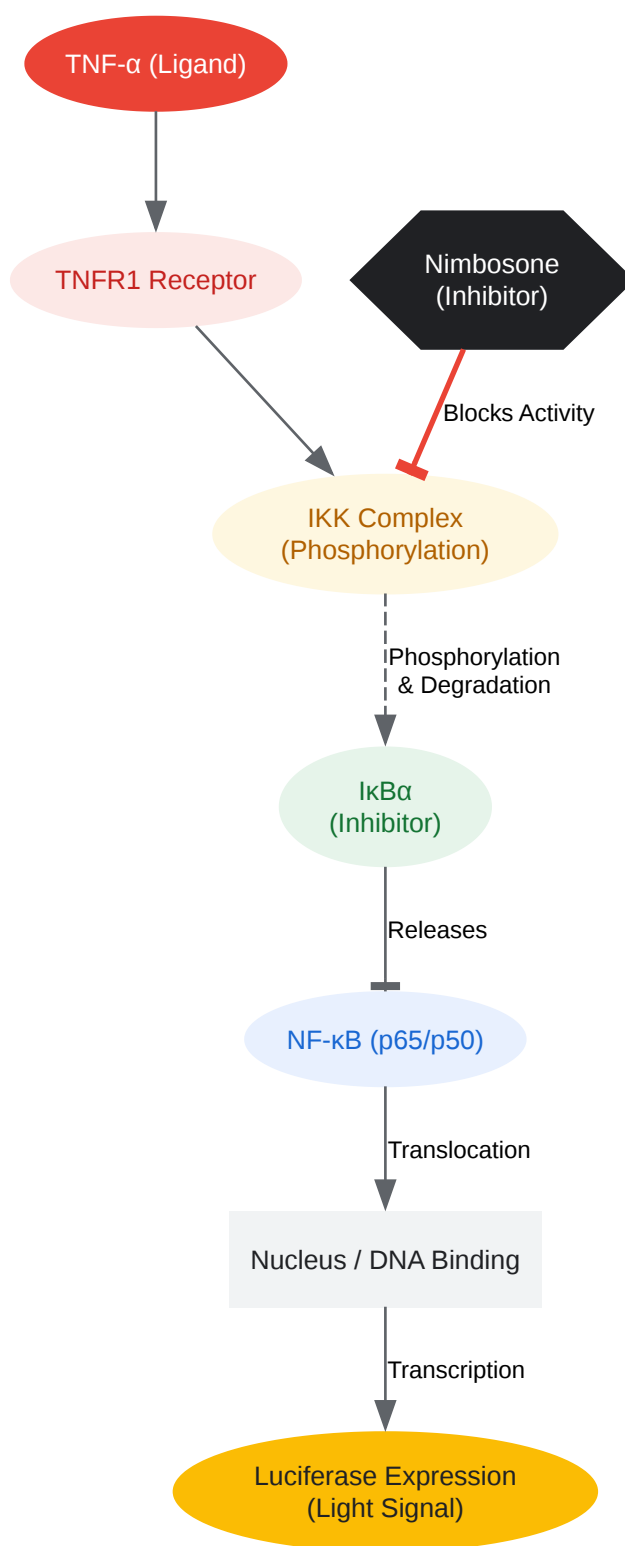 TNF-α (Ligand)
TNFR1 Receptor
Nimbosone
(Inhibitor)
Blocks Activity
IKK Complex
(Phosphorylation)
Phosphorylation
& Degradation
IκBα
(Inhibitor)
Releases
NF-κB (p65/p50)
Translocation
Nucleus / DNA Binding
Transcription
Luciferase Expression
(Light Signal)